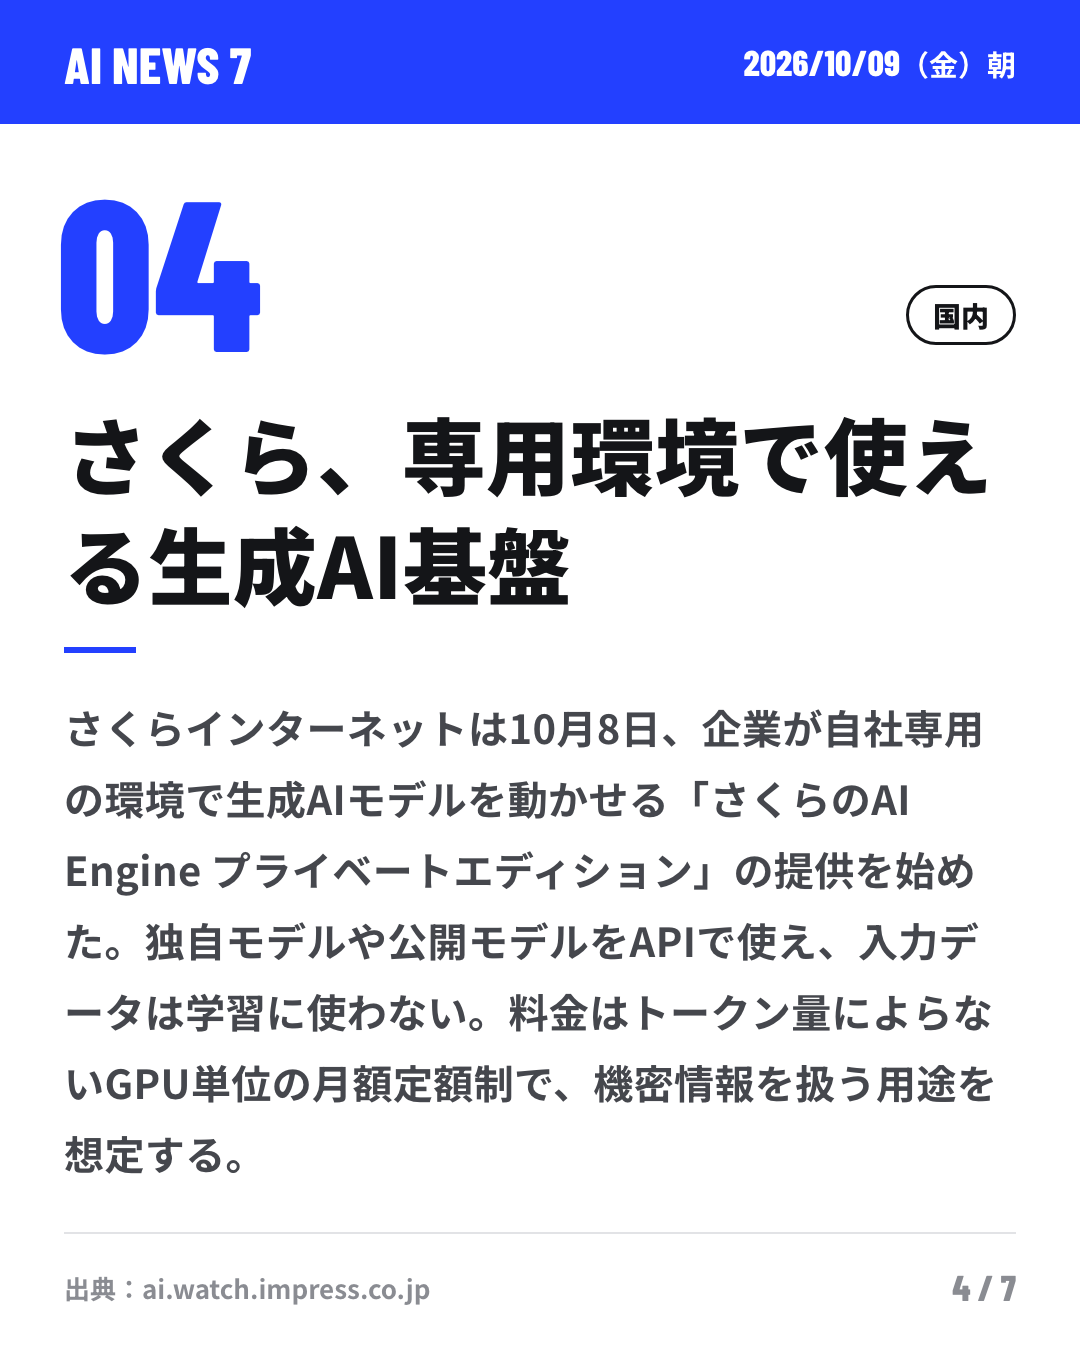 AI NEWS 7
2026/10/09（金）朝
04
国内
さくら、専用環境で使え
る生成AI基盤
さくらインターネットは10月8日、企業が自社専用
の環境で生成AIモデルを動かせる「さくらのAI
Engine プライベートエディション」の提供を始め
た。独自モデルや公開モデルをAPIで使え、入力デ
ータは学習に使わない。料金はトークン量によらな
いGPU単位の月額定額制で、機密情報を扱う用途を
想定する。
出典：ai.watch.impress.co.jp
4 / 7